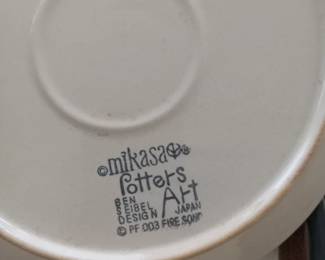 ©mikasa
Potters
Art
BEN
SEIBEL
DESIGN
JAPAN
© PF 003 FIRE SONG